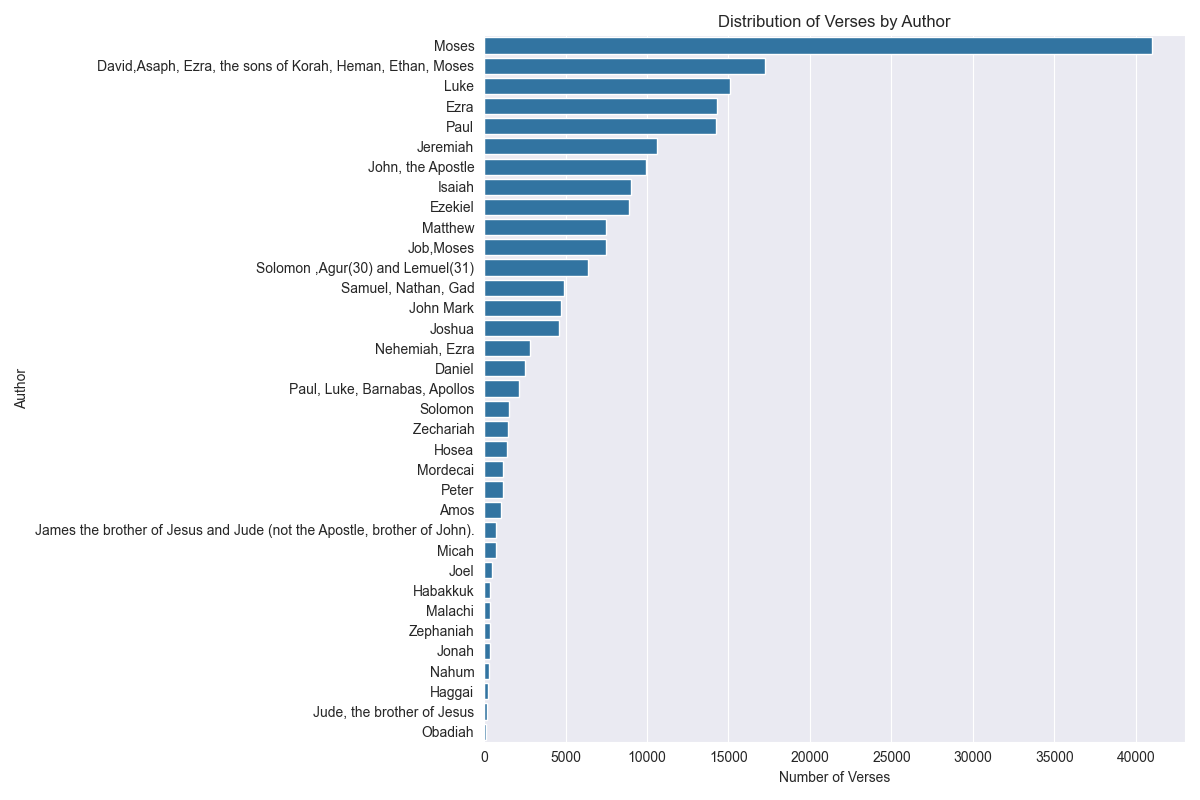 Distribution of Verses by Author
Author
Moses
David,Asaph, Ezra, the sons of Korah, Heman, Ethan, Moses
Luke
Ezra
Paul
Jeremiah
John, the Apostle
Isaiah
Ezekiel
Matthew
Job,Moses
Solomon ,Agur(30) and Lemuel(31)
Samuel, Nathan, Gad
John Mark
Joshua
Nehemiah, Ezra
Daniel
Paul, Luke, Barnabas, Apollos
Solomon
Zechariah
Hosea
Mordecai
Peter
Amos
James the brother of Jesus and Jude (not the Apostle, brother of John).
Micah
Joel
Habakkuk
Malachi
Zephaniah
Jonah
Nahum
Haggai
Jude, the brother of Jesus
Obadiah
0 5000 10000 15000 20000 25000 30000 35000 40000
Number of Verses